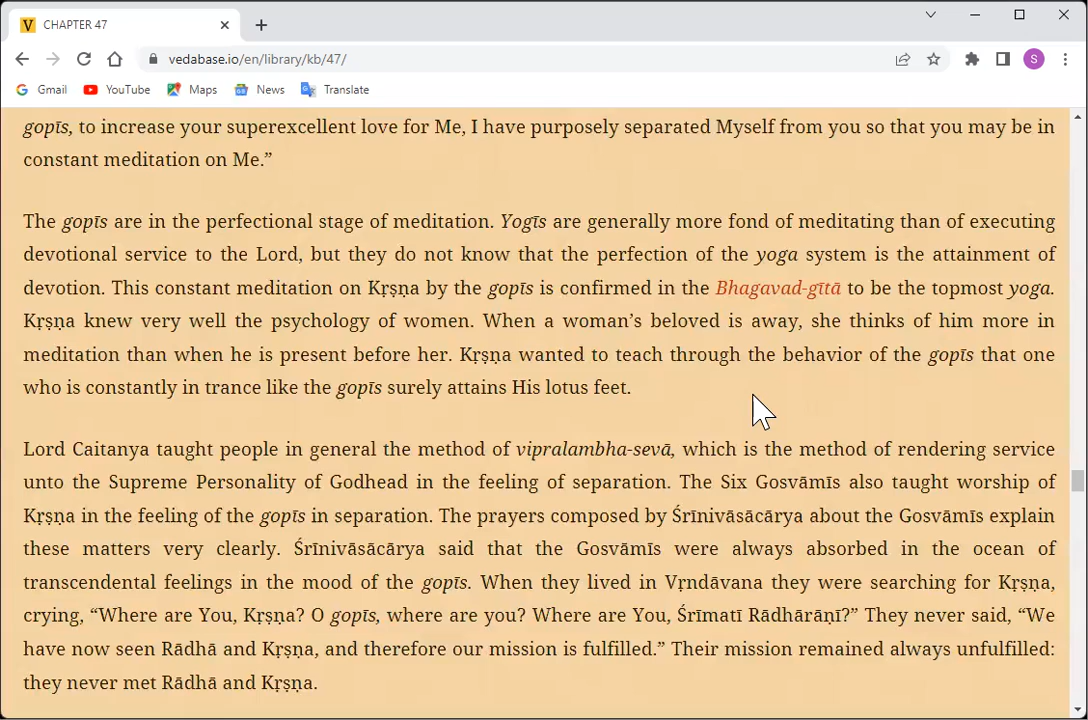 V CHAPTER 47
vedabase.io/en/library/kb/47/
S
Gmail YouTube Maps News Translate
gopīs, to increase your superexcellent love for Me, I have purposely separated Myself from you so that you may be in
constant meditation on Me.”
The gopīs are in the perfectional stage of meditation. Yogīs are generally more fond of meditating than of executing
devotional service to the Lord, but they do not know that the perfection of the yoga system is the attainment of
devotion. This constant meditation on Kṛṣṇa by the gopīs is confirmed in the Bhagavad-gītā to be the topmost yoga.
Kṛṣṇa knew very well the psychology of women. When a woman’s beloved is away, she thinks of him more in
meditation than when he is present before her. Kṛṣṇa wanted to teach through the behavior of the gopīs that one
who is constantly in trance like the gopīs surely attains His lotus feet.
Lord Caitanya taught people in general the method of vipralambha-sevā, which is the method of rendering service
unto the Supreme Personality of Godhead in the feeling of separation. The Six Gosvāmīs also taught worship of
Kṛṣṇa in the feeling of the gopīs in separation. The prayers composed by Śrīnivāsācārya about the Gosvāmīs explain
these matters very clearly. Śrīnivāsācārya said that the Gosvāmīs were always absorbed in the ocean of
transcendental feelings in the mood of the gopīs. When they lived in Vṛndāvana they were searching for Kṛṣṇa,
crying, “Where are You, Kṛṣṇa? O gopīs, where are you? Where are You, Śrīmatī Rādhārāṇī?” They never said, “We
have now seen Rādhā and Kṛṣṇa, and therefore our mission is fulfilled.” Their mission remained always unfulfilled:
they never met Rādhā and Kṛṣṇa.